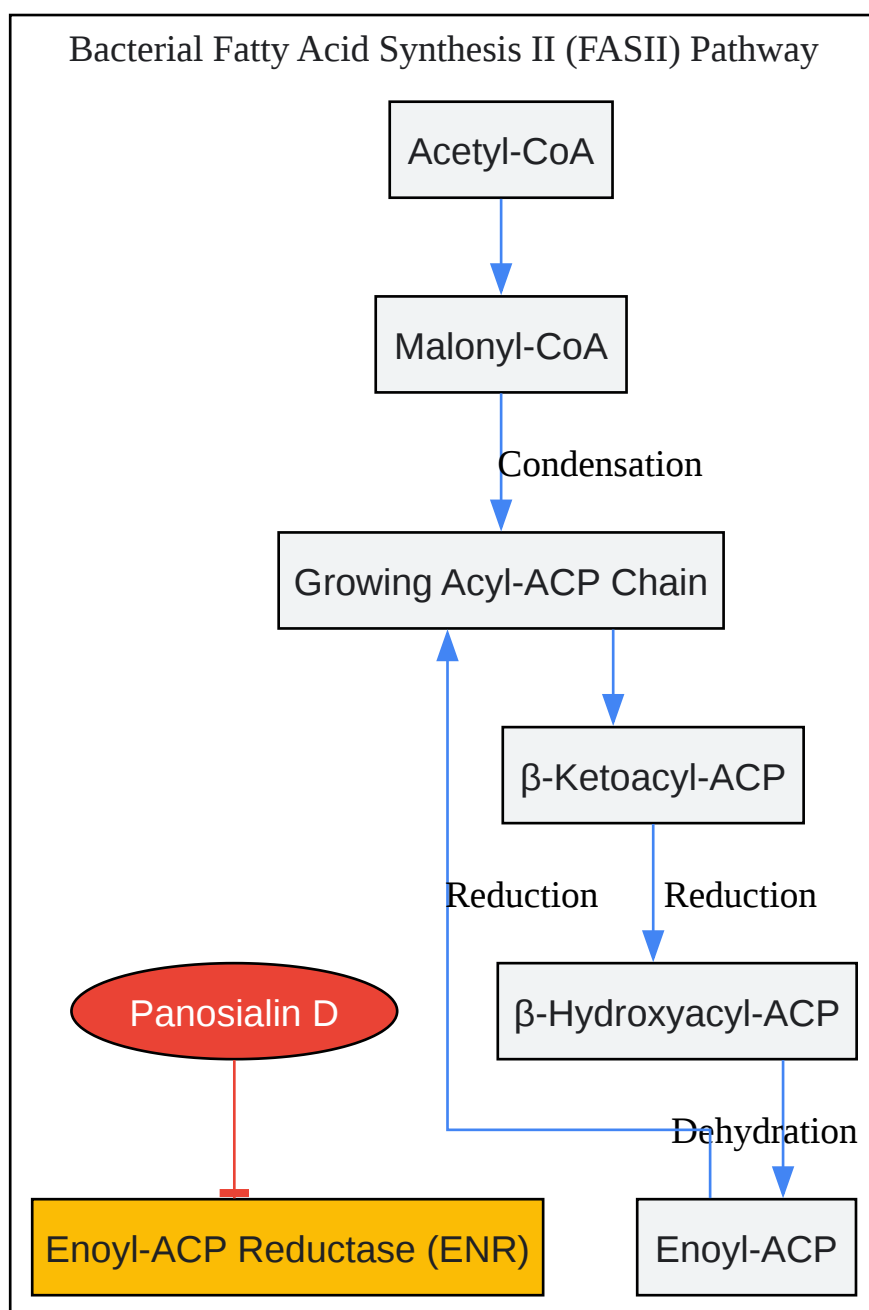 Bacterial Fatty Acid Synthesis II (FASII) Pathway
Acetyl-CoA
Malonyl-CoA
Condensation
Growing Acyl-ACP Chain
β-Ketoacyl-ACP
Reduction
Reduction
Panosialin D
β-Hydroxyacyl-ACP
Dehydration
Enoyl-ACP Reductase (ENR)
Enoyl-ACP